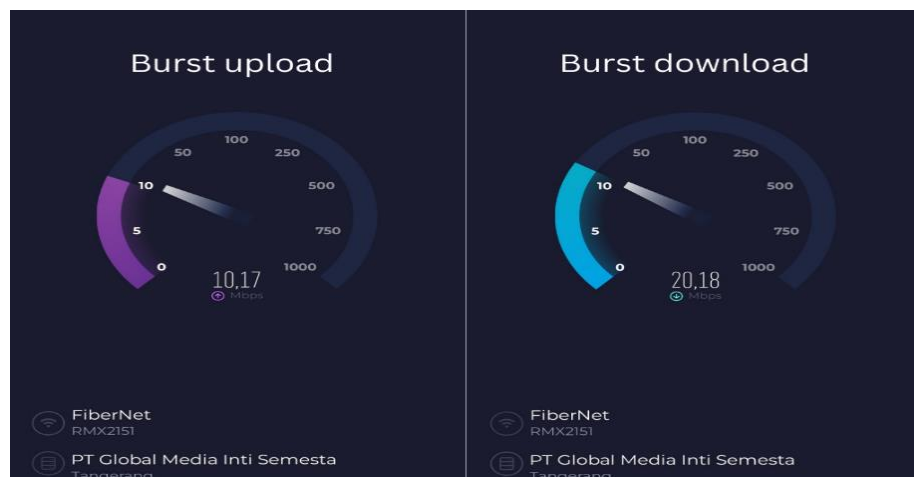 Burst upload
0
5
10
50
100
250
500
750
1000
10,17
Mbps
FiberNet
RMX2151
PT Global Media Inti Semesta
Tangerang
Burst download
0
5
10
50
100
250
500
750
1000
20,18
Mbps
FiberNet
RMX2151
PT Global Media Inti Semesta
Tangerang